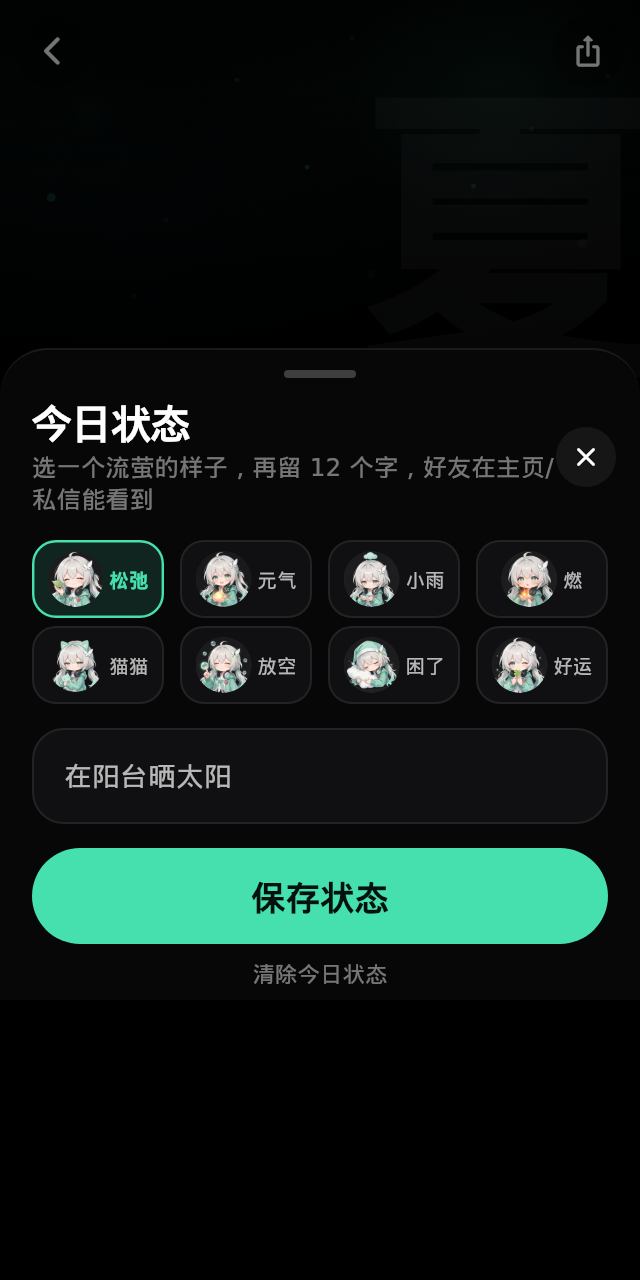 夏
今日状态
选一个流萤的样子，再留 12 个字，好友在主页/
私信能看到
松弛
元气
小雨
燃
猫猫
放空
困了
好运
在阳台晒太阳
保存状态
清除今日状态